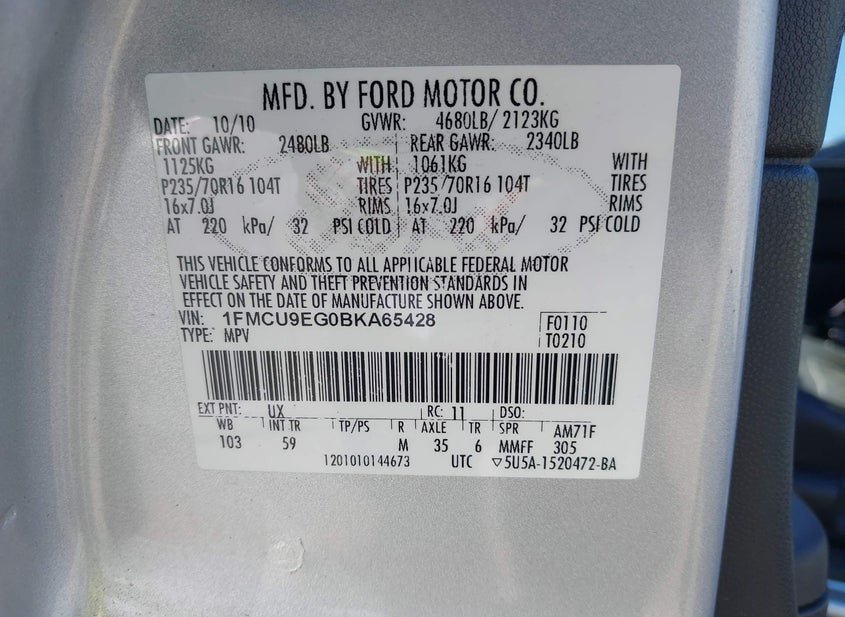 MFD. BY FORD MOTOR CO.
DATE: 10/10 GVWR: 4680LB/ 2123KG
FRONT GAWR: 2480LB REAR GAWR: 2340LB
1125KG WITH 1061KG WITH
P235/70R16 104T TIRES P235/70R16 104T TIRES
16x7.0J RIMS 16x7.0J RIMS
AT 220 kPa/ 32 PSI COLD AT 220 kPa/ 32 PSI COLD
THIS VEHICLE CONFORMS TO ALL APPLICABLE FEDERAL MOTOR
VEHICLE SAFETY AND THEFT PREVENTION STANDARDS IN
EFFECT ON THE DATE OF MANUFACTURE SHOWN ABOVE.
VIN: 1FMCU9EG0BKA65428 F0110
TYPE: MPV T0210
EXT PNT: UX RC: 11 DSO:
WB INT TR TP/PS R AXLE TR SPR AM71F
103 59 M 35 6 MMFF 305
1201010144673 UTC ▽5U5A-1520472-BA